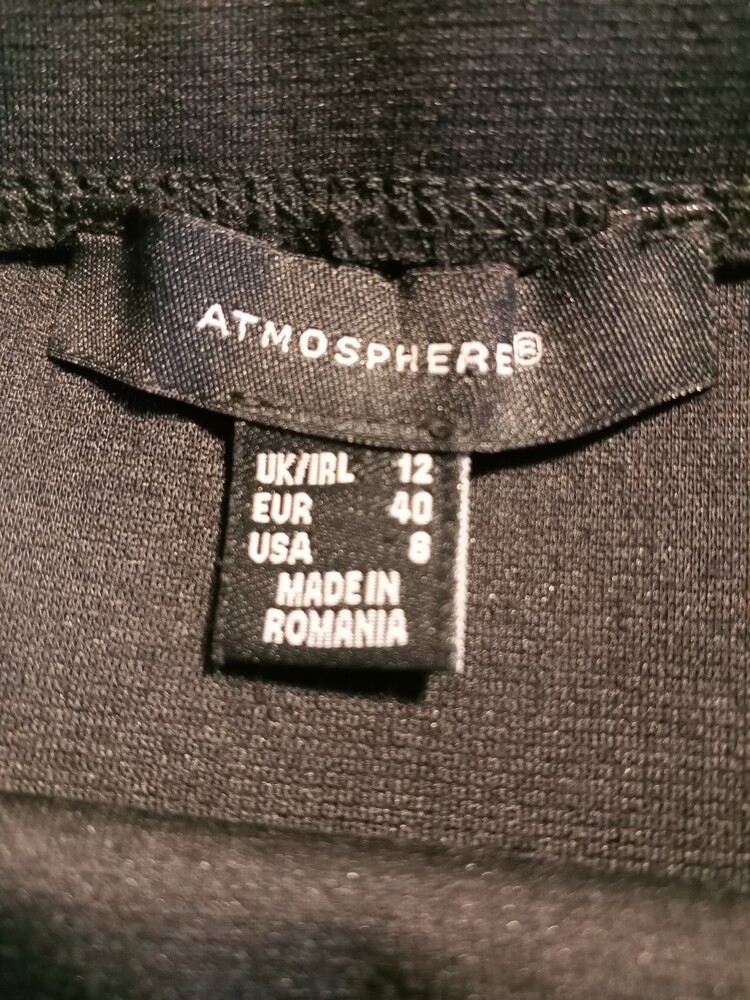 ATMOSPHERE®
UK/IRL 12
EUR 40
USA 8
MADE IN
ROMANIA